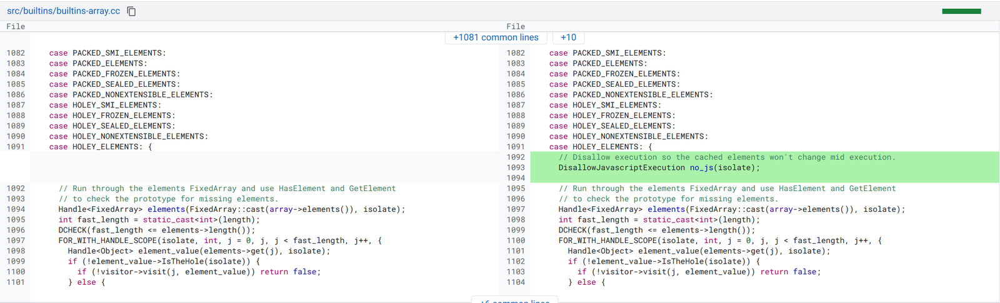 src/builtins/builtins-array.cc
File
File
+1081 common lines
+10
1082 case PACKED_SMI_ELEMENTS:
1083 case PACKED_ELEMENTS:
1084 case PACKED_FROZEN_ELEMENTS:
1085 case PACKED_SEALED_ELEMENTS:
1086 case PACKED_NONEXTENSIBLE_ELEMENTS:
1087 case HOLEY_SMI_ELEMENTS:
1088 case HOLEY_FROZEN_ELEMENTS:
1089 case HOLEY_SEALED_ELEMENTS:
1090 case HOLEY_NONEXTENSIBLE_ELEMENTS:
1091 case HOLEY_ELEMENTS: {
1092 // Run through the elements FixedArray and use HasElement and GetElement
1093 // to check the prototype for missing elements.
1094 Handle<FixedArray> elements(FixedArray::cast(array->elements()), isolate);
1095 int fast_length = static_cast<int>(length);
1096 DCHECK(fast_length <= elements->length());
1097 FOR_WITH_HANDLE_SCOPE(isolate, int, j = 0, j, j < fast_length, j++, {
1098 Handle<Object> element_value(elements->get(j), isolate);
1099 if (!element_value->IsTheHole(isolate)) {
1100 if (!visitor->visit(j, element_value)) return false;
1101 } else {
1082 case PACKED_SMI_ELEMENTS:
1083 case PACKED_ELEMENTS:
1084 case PACKED_FROZEN_ELEMENTS:
1085 case PACKED_SEALED_ELEMENTS:
1086 case PACKED_NONEXTENSIBLE_ELEMENTS:
1087 case HOLEY_SMI_ELEMENTS:
1088 case HOLEY_FROZEN_ELEMENTS:
1089 case HOLEY_SEALED_ELEMENTS:
1090 case HOLEY_NONEXTENSIBLE_ELEMENTS:
1091 case HOLEY_ELEMENTS: {
1092 // Disallow execution so the cached elements won't change mid execution.
1093 DisallowJavascriptExecution no_js(isolate);
1094
1095 // Run through the elements FixedArray and use HasElement and GetElement
1096 // to check the prototype for missing elements.
1097 Handle<FixedArray> elements(FixedArray::cast(array->elements()), isolate);
1098 int fast_length = static_cast<int>(length);
1099 DCHECK(fast_length <= elements->length());
1100 FOR_WITH_HANDLE_SCOPE(isolate, int, j = 0, j, j < fast_length, j++, {
1101 Handle<Object> element_value(elements->get(j), isolate);
1102 if (!element_value->IsTheHole(isolate)) {
1103 if (!visitor->visit(j, element_value)) return false;
1104 } else {
+6 common lines